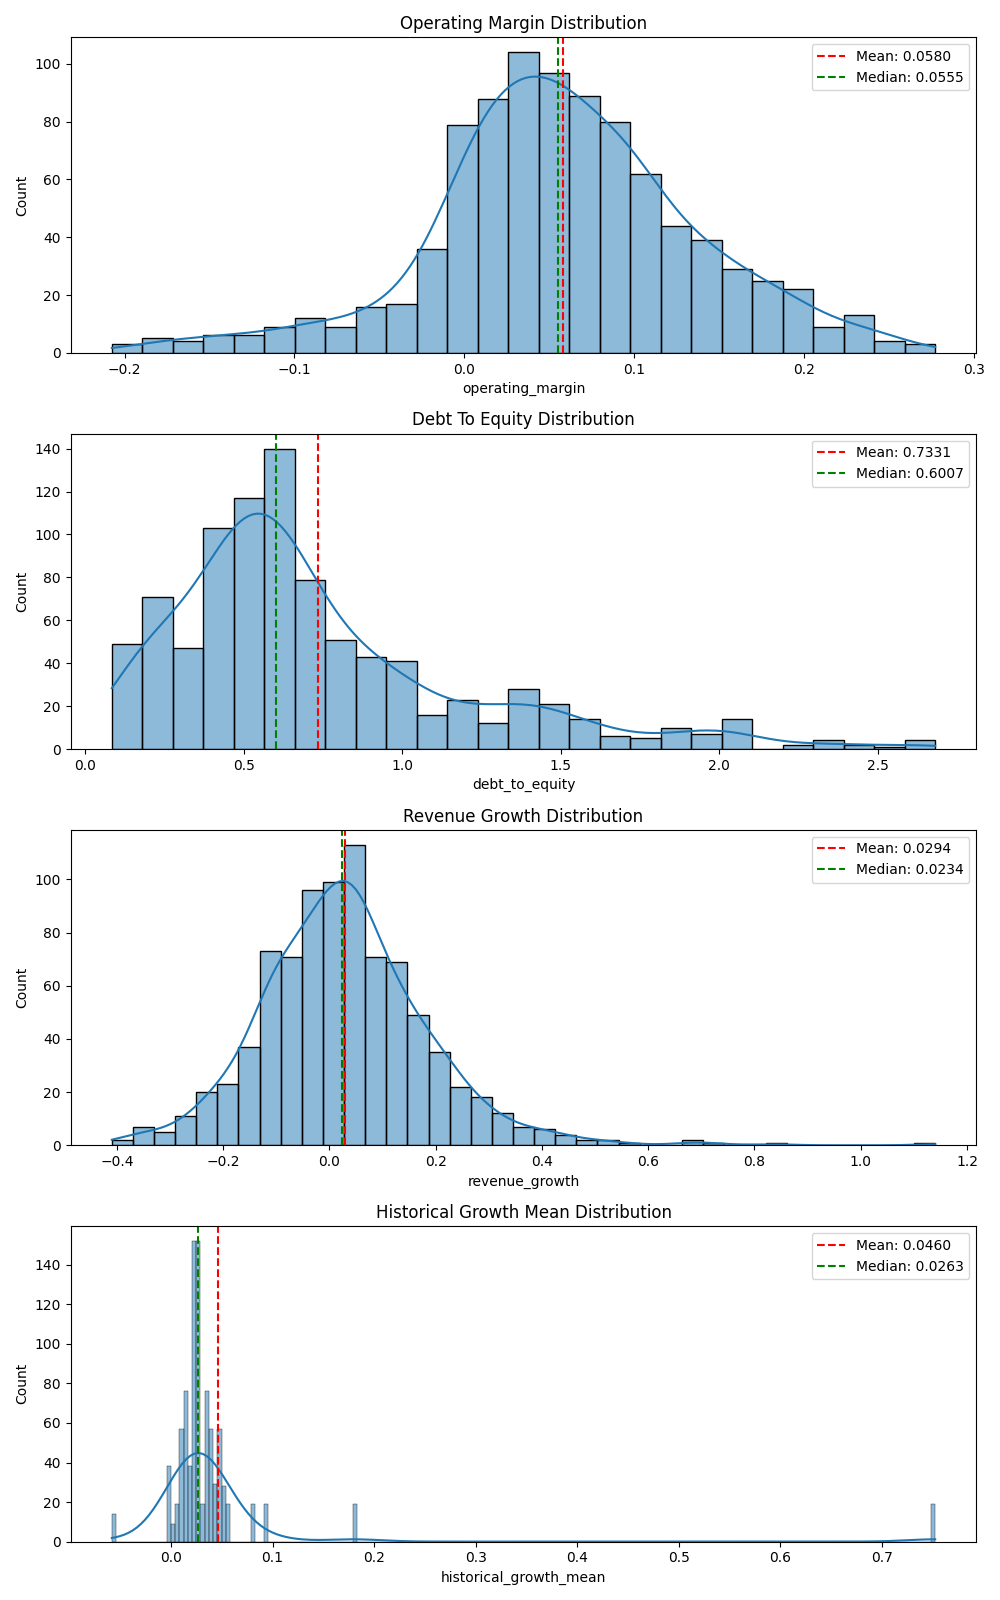 Operating Margin Distribution
Mean: 0.0580
Median: 0.0555
100
80
60
40
20
0
Count
−0.2 −0.1 0.0 0.1 0.2 0.3
operating_margin
Debt To Equity Distribution
Mean: 0.7331
Median: 0.6007
140
120
100
80
60
40
20
0
Count
0.0 0.5 1.0 1.5 2.0 2.5
debt_to_equity
Revenue Growth Distribution
Mean: 0.0294
Median: 0.0234
100
80
60
40
20
0
Count
−0.4 −0.2 0.0 0.2 0.4 0.6 0.8 1.0 1.2
revenue_growth
Historical Growth Mean Distribution
Mean: 0.0460
Median: 0.0263
140
120
100
80
60
40
20
0
Count
0.0 0.1 0.2 0.3 0.4 0.5 0.6 0.7
historical_growth_mean